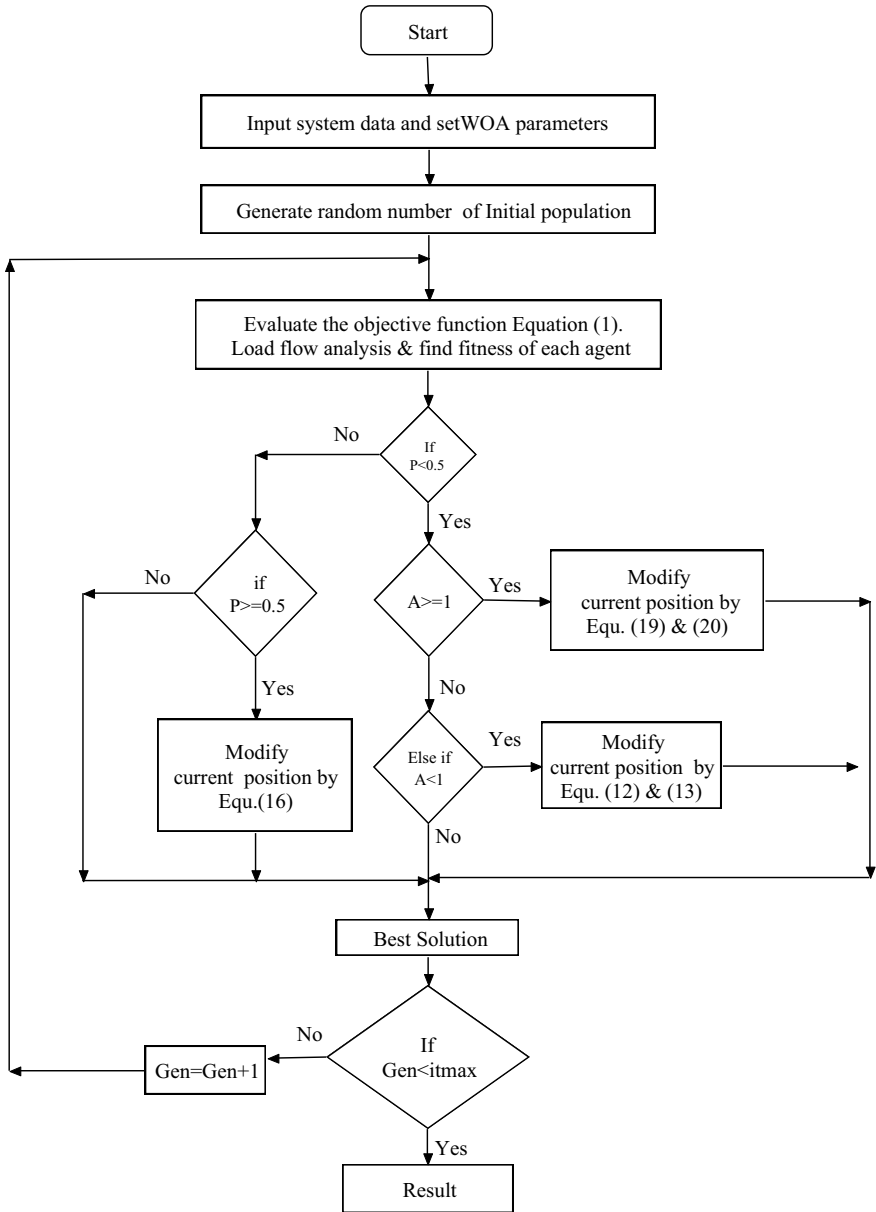 Start
Input system data and setWOA parameters
Generate random number of Initial population
Evaluate the objective function Equation (1).
Load flow analysis & find fitness of each agent
If
P<0.5
No
Yes
if
P>=0.5
No
Yes
A>=1
Yes
No
Modify
current position by
Equ. (19) & (20)
Modify
current position by
Equ.(16)
Else if
A<1
Yes
No
Modify
current position by
Equ. (12) & (13)
Best Solution
If
Gen<itmax
No
Gen=Gen+1
Yes
Result